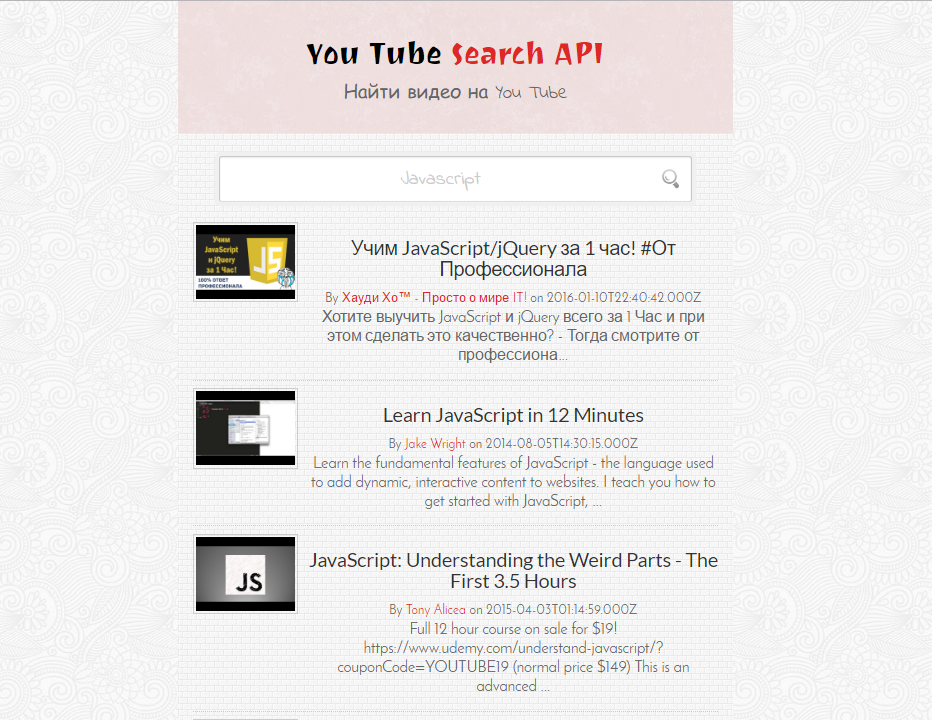 You Tube Search API
Найти видео на You Tube
Javascript
Учим
JavaScript
и jQuery
за 1 Час!
JS
100% ОТВЕТ
ПРОФЕССИОНАЛА
Учим JavaScript/jQuery за 1 час! #От
Профессионала
By Хауди Хо™ - Просто о мире IT! on 2016-01-10T22:40:42.000Z
Хотите выучить JavaScript и jQuery всего за 1 Час и при
этом сделать это качественно? - Тогда смотрите от
профессиона...
Learn JavaScript in 12 Minutes
By Jake Wright on 2014-08-05T14:30:15.000Z
Learn the fundamental features of JavaScript - the language used
to add dynamic, interactive content to websites. I teach you how to
get started with JavaScript, ...
JS
JavaScript: Understanding the Weird Parts - The
First 3.5 Hours
By Tony Alicea on 2015-04-03T01:14:59.000Z
Full 12 hour course on sale for $19!
https://www.udemy.com/understand-javascript/?
couponCode=YOUTUBE19 (normal price $149) This is an
advanced ...